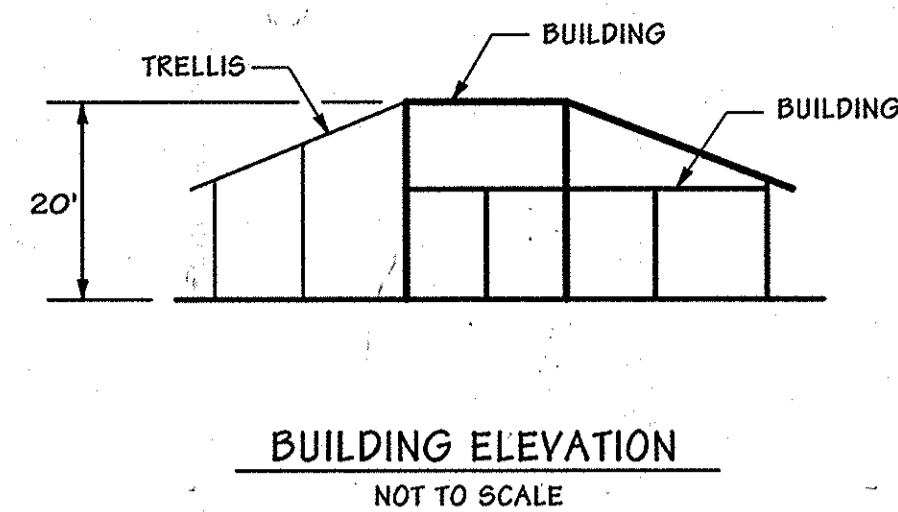 BUILDING
TRELLIS
BUILDING
20'
BUILDING ELEVATION
NOT TO SCALE